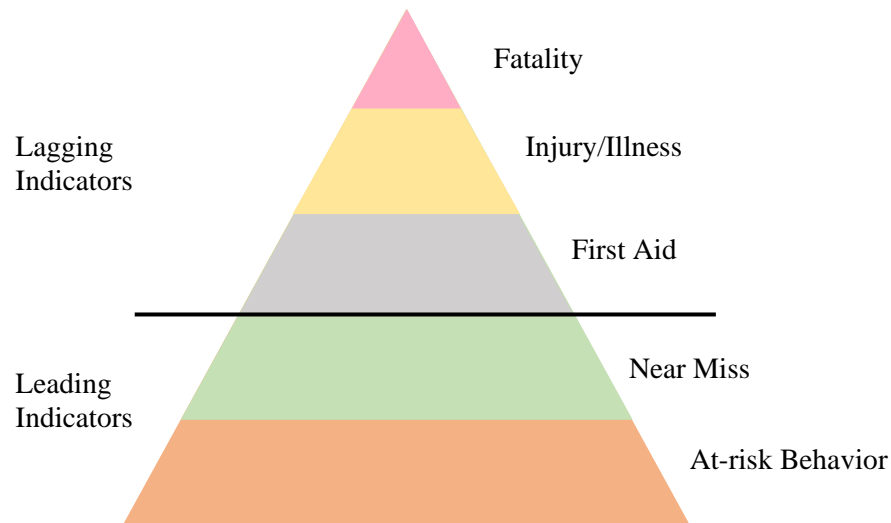 Fatality
Lagging
Indicators
Injury/Illness
First Aid
Near Miss
Leading
Indicators
At-risk Behavior